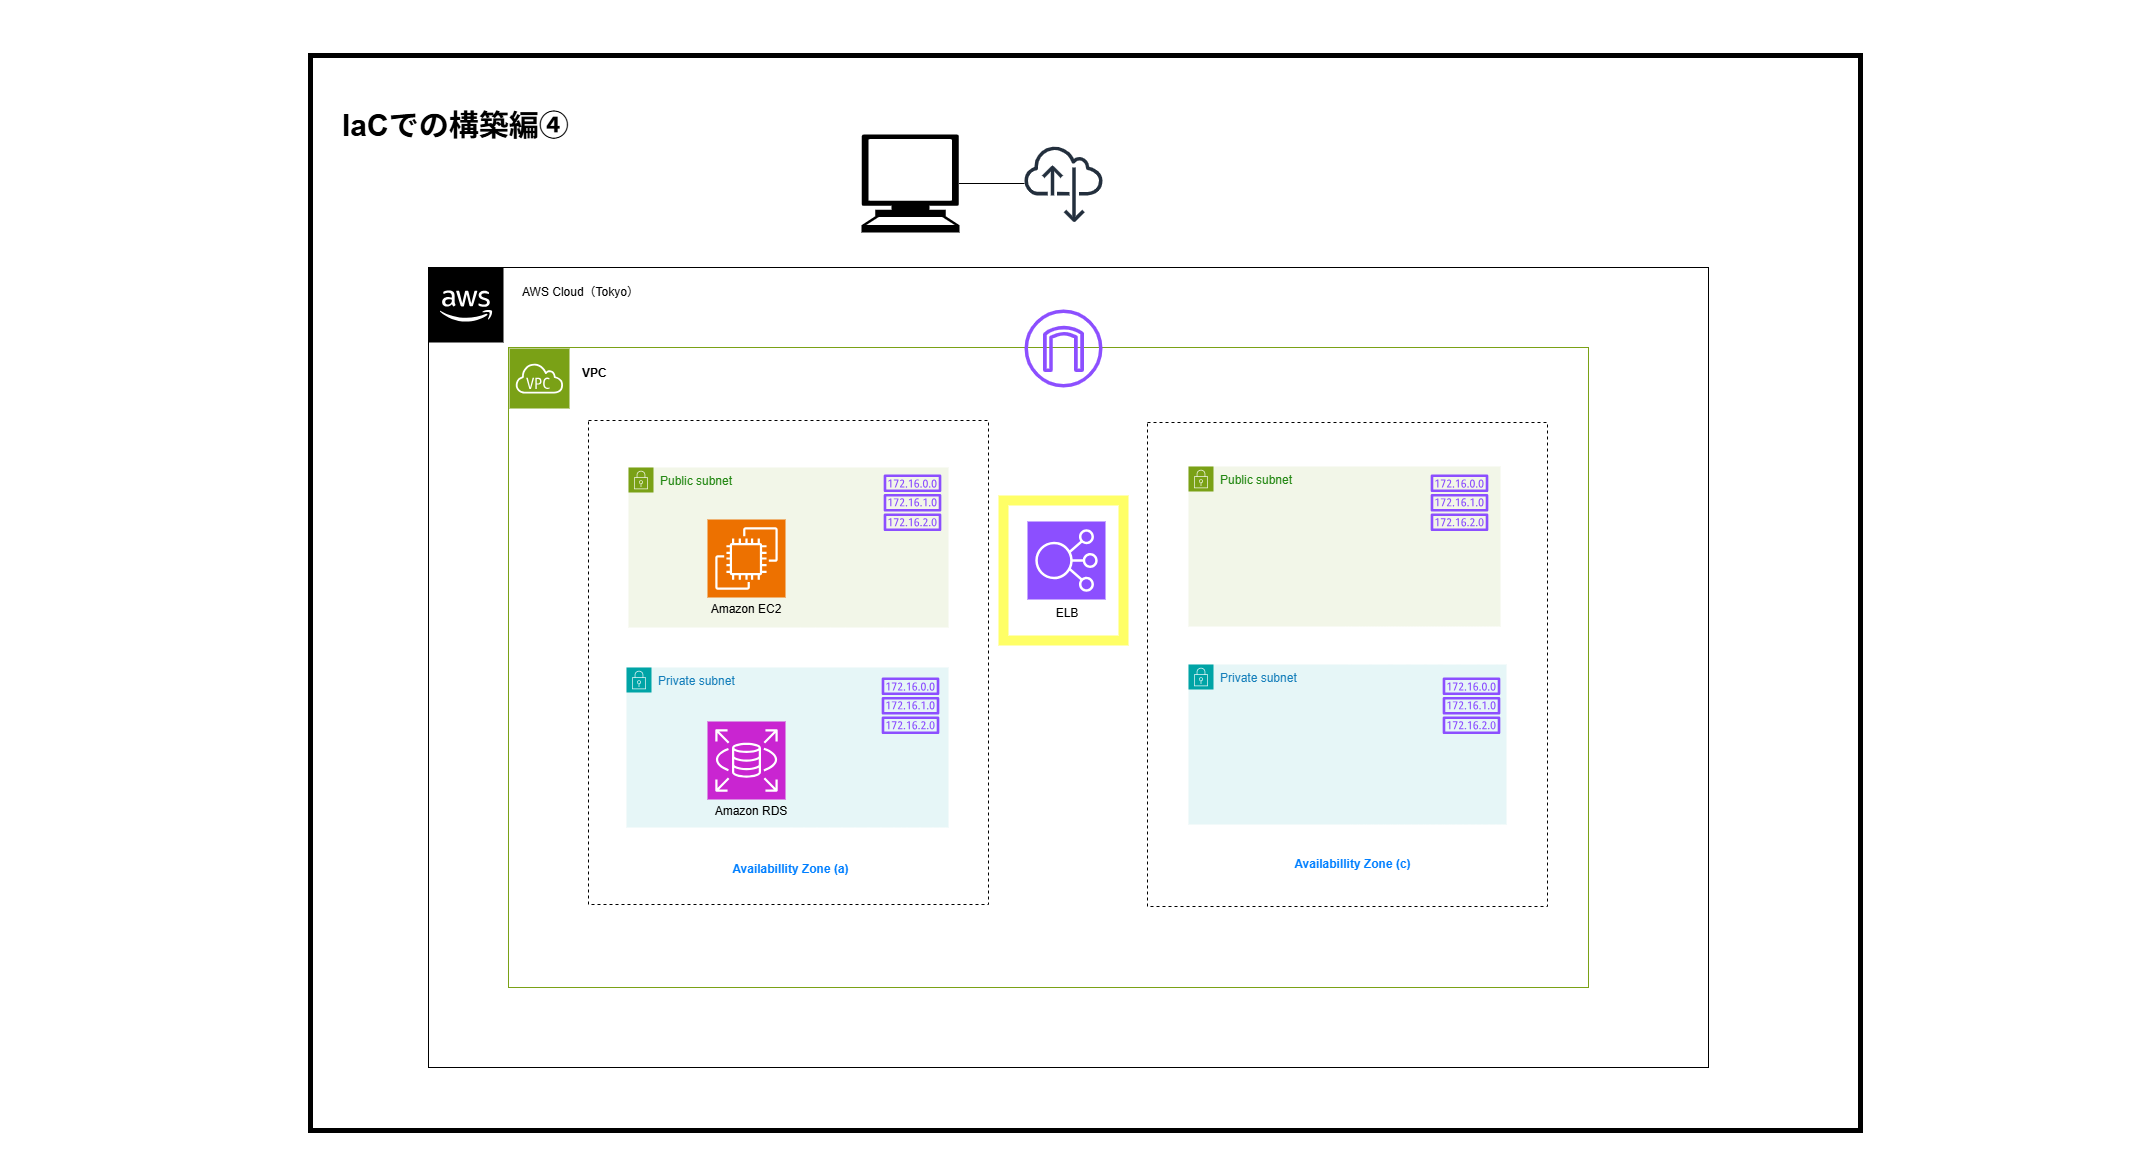 IaCでの構築編④
aws
AWS Cloud（Tokyo）
VPC
VPC
Public subnet
172.16.0.0
172.16.1.0
172.16.2.0
Amazon EC2
ELB
Public subnet
172.16.0.0
172.16.1.0
172.16.2.0
Private subnet
172.16.0.0
172.16.1.0
172.16.2.0
Amazon RDS
Private subnet
172.16.0.0
172.16.1.0
172.16.2.0
Availabillity Zone (a)
Availabillity Zone (c)